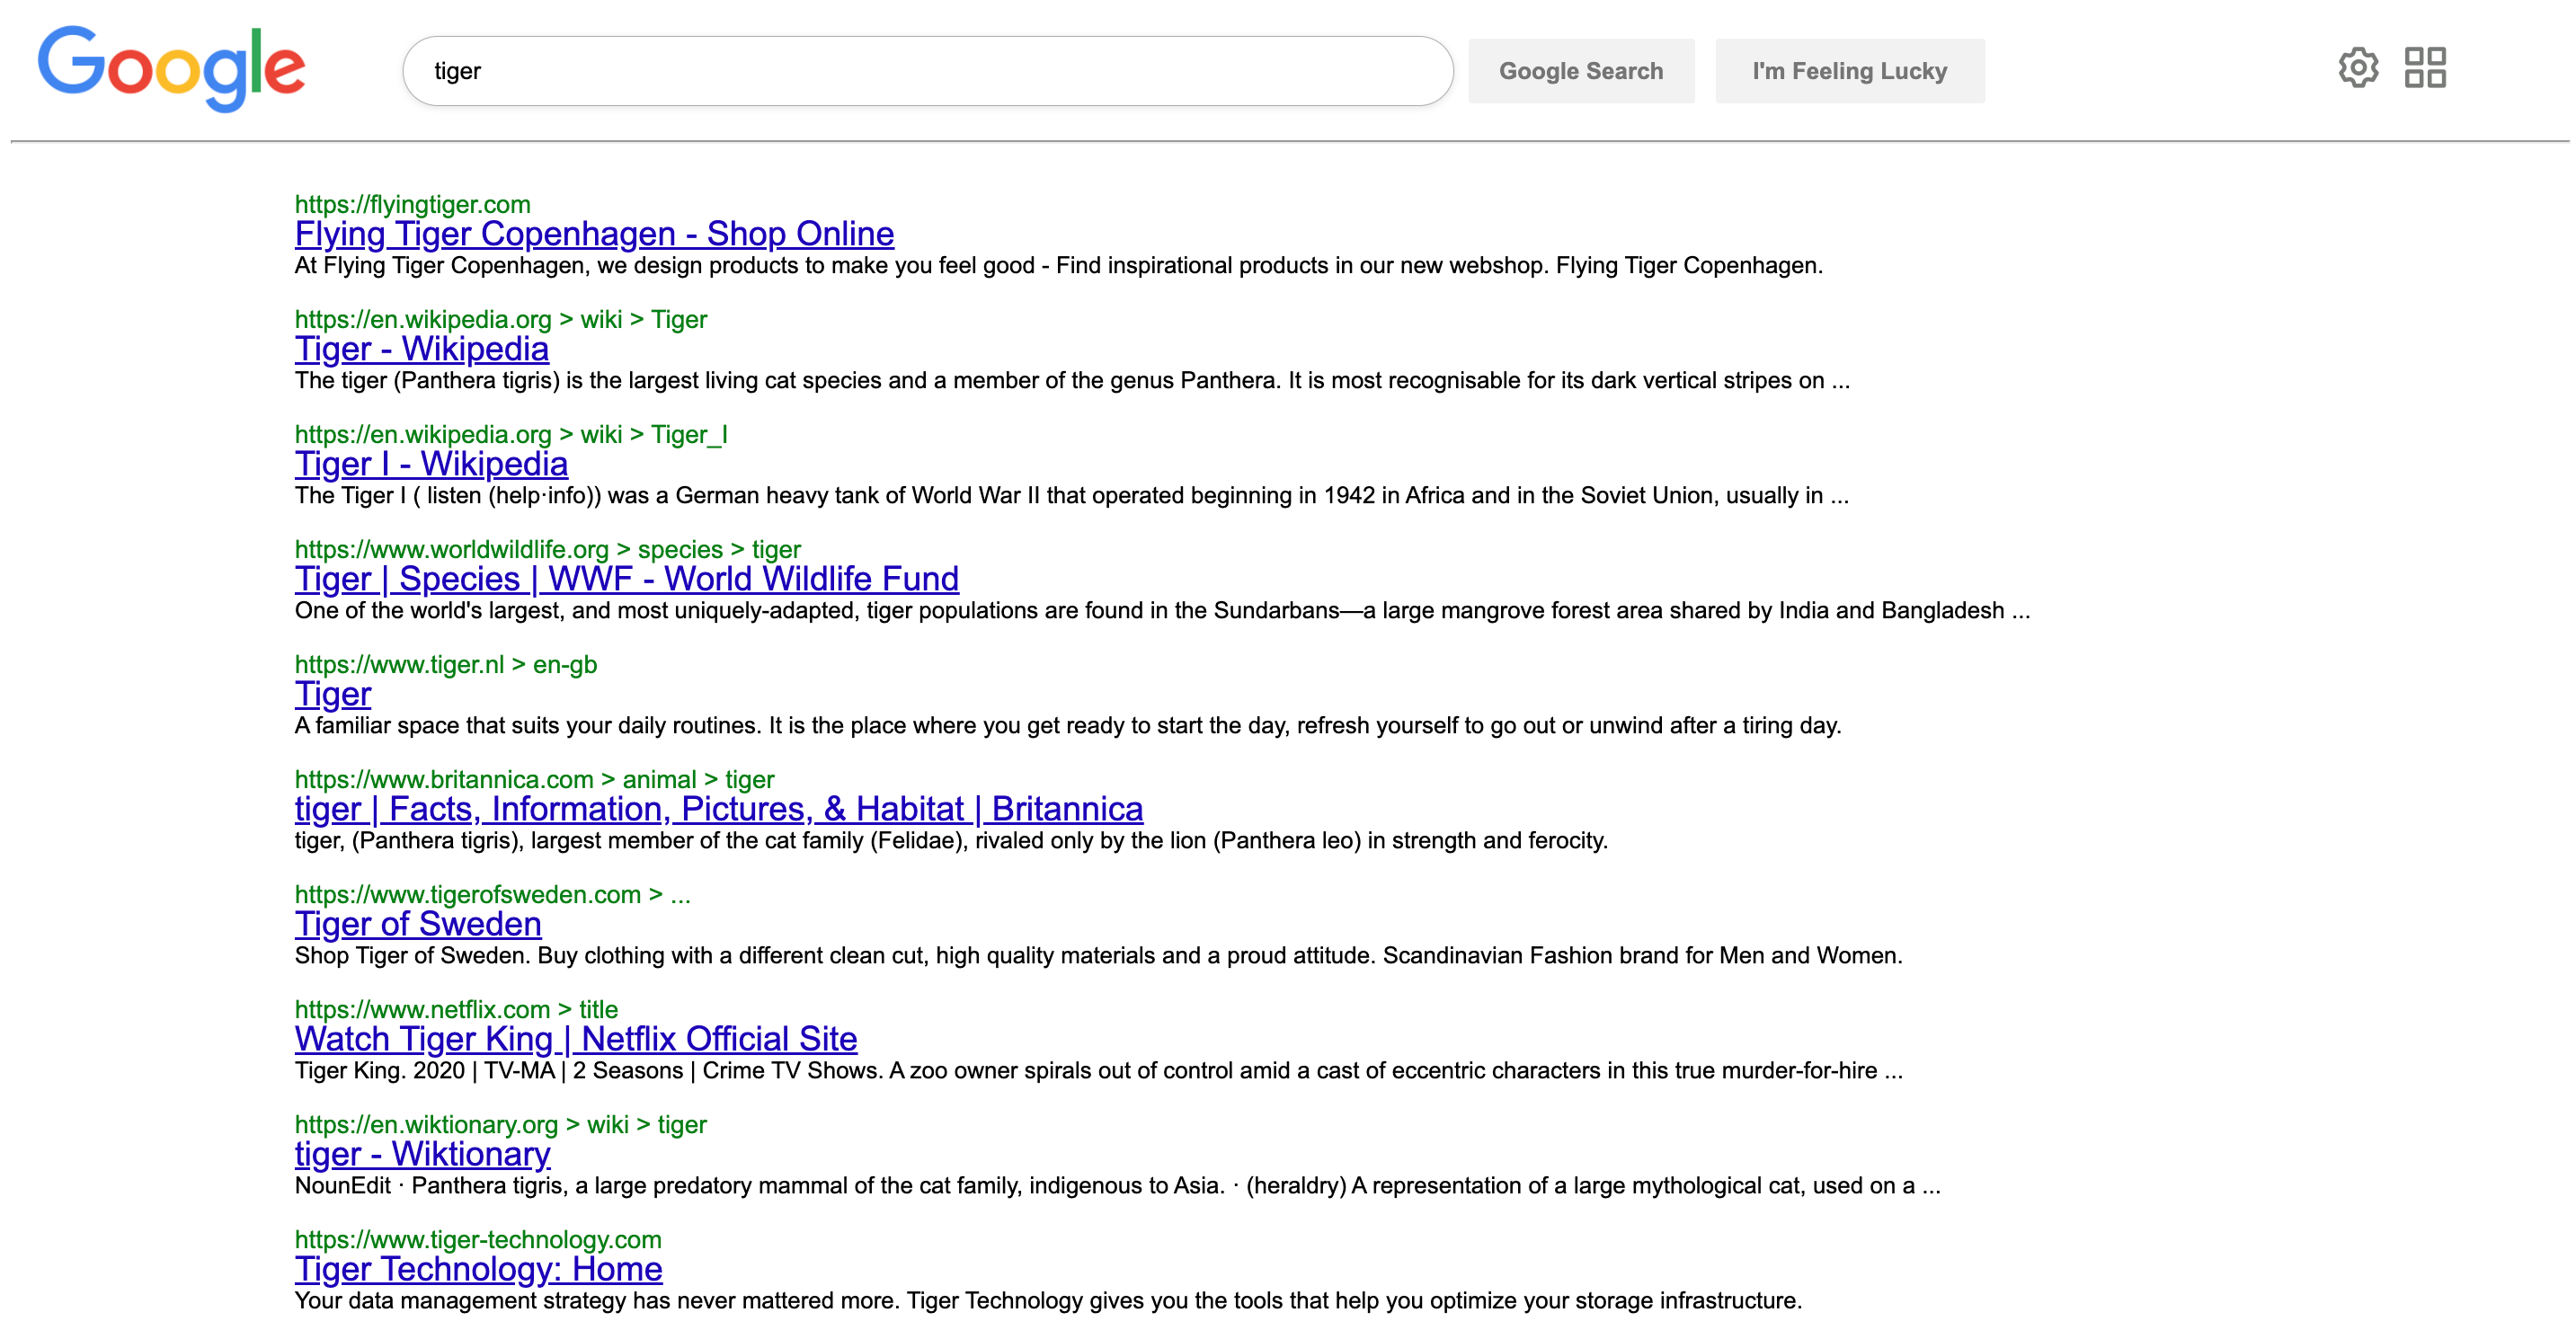 Google
tiger
Google Search
I'm Feeling Lucky
https://flyingtiger.com
Flying Tiger Copenhagen - Shop Online
At Flying Tiger Copenhagen, we design products to make you feel good - Find inspirational products in our new webshop. Flying Tiger Copenhagen.
https://en.wikipedia.org > wiki > Tiger
Tiger - Wikipedia
The tiger (Panthera tigris) is the largest living cat species and a member of the genus Panthera. It is most recognisable for its dark vertical stripes on ...
https://en.wikipedia.org > wiki > Tiger_I
Tiger I - Wikipedia
The Tiger I ( listen (help·info)) was a German heavy tank of World War II that operated beginning in 1942 in Africa and in the Soviet Union, usually in ...
https://www.worldwildlife.org > species > tiger
Tiger | Species | WWF - World Wildlife Fund
One of the world's largest, and most uniquely-adapted, tiger populations are found in the Sundarbans—a large mangrove forest area shared by India and Bangladesh ...
https://www.tiger.nl > en-gb
Tiger
A familiar space that suits your daily routines. It is the place where you get ready to start the day, refresh yourself to go out or unwind after a tiring day.
https://www.britannica.com > animal > tiger
tiger | Facts, Information, Pictures, & Habitat | Britannica
tiger, (Panthera tigris), largest member of the cat family (Felidae), rivaled only by the lion (Panthera leo) in strength and ferocity.
https://www.tigerofsweden.com > ...
Tiger of Sweden
Shop Tiger of Sweden. Buy clothing with a different clean cut, high quality materials and a proud attitude. Scandinavian Fashion brand for Men and Women.
https://www.netflix.com > title
Watch Tiger King | Netflix Official Site
Tiger King. 2020 | TV-MA | 2 Seasons | Crime TV Shows. A zoo owner spirals out of control amid a cast of eccentric characters in this true murder-for-hire ...
https://en.wiktionary.org > wiki > tiger
tiger - Wiktionary
NounEdit · Panthera tigris, a large predatory mammal of the cat family, indigenous to Asia. · (heraldry) A representation of a large mythological cat, used on a ...
https://www.tiger-technology.com
Tiger Technology: Home
Your data management strategy has never mattered more. Tiger Technology gives you the tools that help you optimize your storage infrastructure.